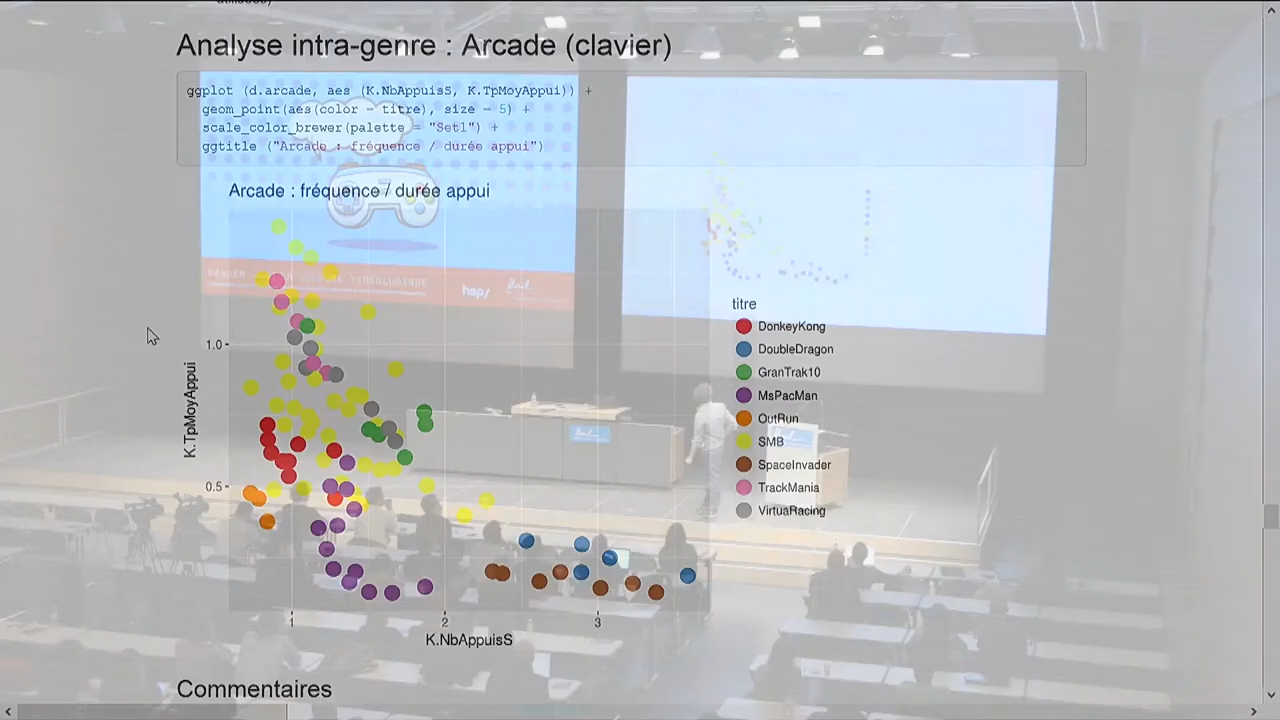 Analyse intra-genre : Arcade (clavier)
ggplot (d.arcade, aes (K.NbAppuisS, K.TpMoyAppui)) +
geom_point(aes(color = titre), size = 5) +
scale_color_brewer(palette = "Set1") +
ggtitle ("Arcade : fréquence / durée appui")
Arcade : fréquence / durée appui
hep/
titre
DonkeyKong
DoubleDragon
GranTrak10
MsPacMan
OutRun
SMB
SpaceInvader
TrackMania
VirtuaRacing
K.TpMoyAppui
1.0
0.5
1
2
3
K.NbAppuisS
Commentaires